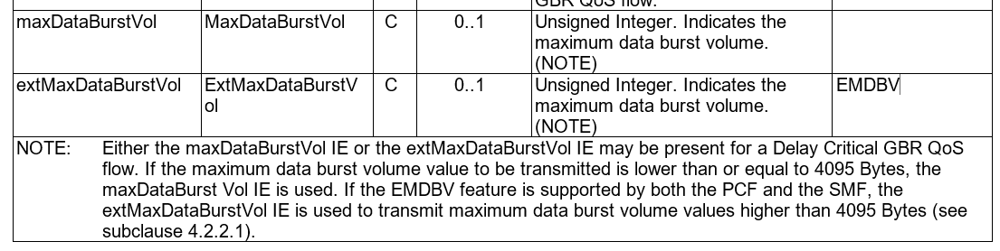 GBR QoS flow.
maxDataBurstVol MaxDataBurstVol C 0..1 Unsigned Integer. Indicates the
maximum data burst volume.
(NOTE)
extMaxDataBurstVol ExtMaxDataBurstV C 0..1 Unsigned Integer. Indicates the EMDBV
ol maximum data burst volume.
(NOTE)
NOTE: Either the maxDataBurstVol IE or the extMaxDataBurstVol IE may be present for a Delay Critical GBR QoS
flow. If the maximum data burst volume value to be transmitted is lower than or equal to 4095 Bytes, the
maxDataBurst Vol IE is used. If the EMDBV feature is supported by both the PCF and the SMF, the
extMaxDataBurstVol IE is used to transmit maximum data burst volume values higher than 4095 Bytes (see
subclause 4.2.2.1).